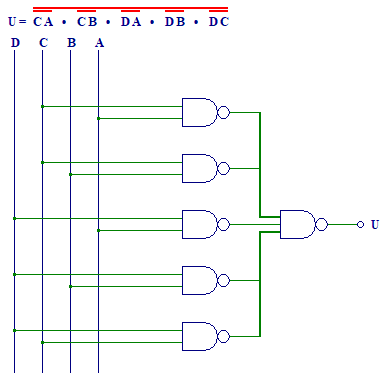 U = CA • CB • DA • DB • DC
D C B A
U